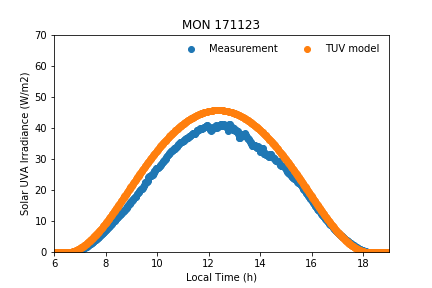 MON 171123
Measurement TUV model
Solar UVA Irradiance (W/m2)
70
60
50
40
30
20
10
0
6 8 10 12 14 16 18
Local Time (h)